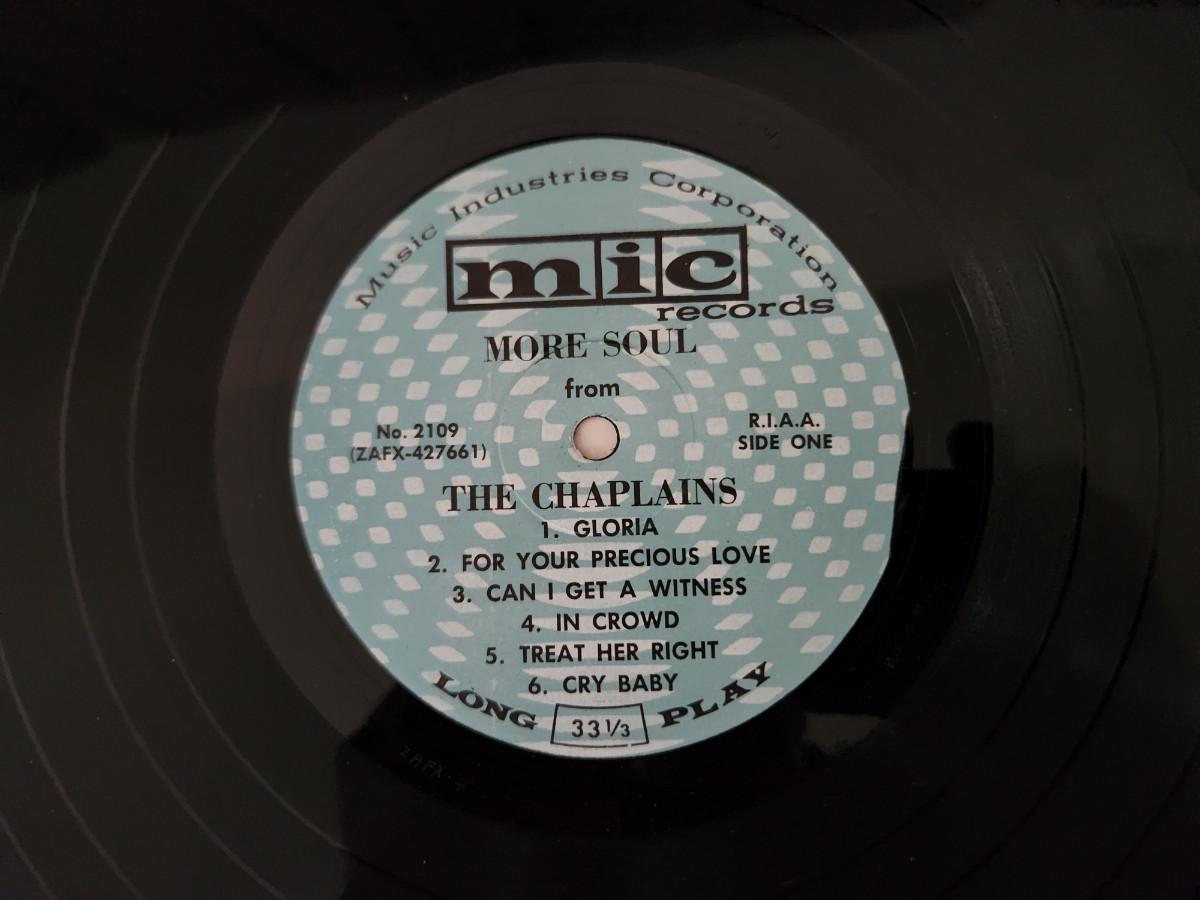 Music Industries Corporation
mic
records
MORE SOUL
from
No. 2109
(ZAFX-427661)
R.I.A.A.
SIDE ONE
THE CHAPLAINS
1. GLORIA
2. FOR YOUR PRECIOUS LOVE
3. CAN I GET A WITNESS
4. IN CROWD
5. TREAT HER RIGHT
6. CRY BABY
LONG PLAY
33 1/3